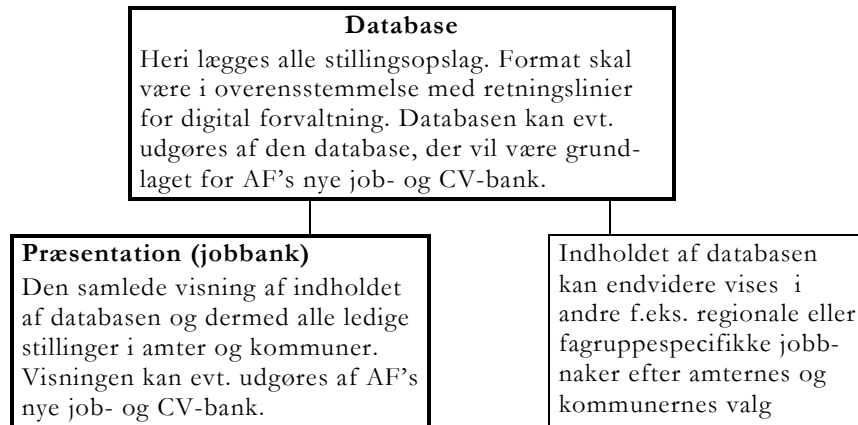 Database
Heri lægges alle stillingsopslag. Format skal
være i overensstemmelse med retningslinier
for digital forvaltning. Databasen kan evt.
udgøres af den database, der vil være grund-
laget for AF's nye job- og CV-bank.
Præsentation (jobbank)
Den samlede visning af indholdet
af databasen og dermed alle ledige
stillinger i amter og kommuner.
Visningen kan evt. udgøres af AF's
nye job- og CV-bank.
Indholdet af databasen
kan endvidere vises i
andre f.eks. regionale eller
fagruppespecifikke jobb-
naker efter amternes og
kommunernes valg